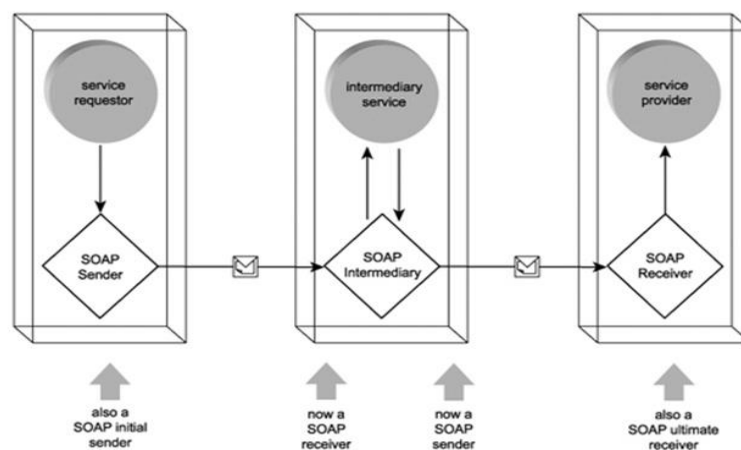 service
requestor
intermediary
service
service
provider
SOAP
Sender
SOAP
Intermediary
SOAP
Receiver
also a
SOAP initial
sender
now a
SOAP
receiver
now a
SOAP
sender
also a
SOAP ultimate
receiver